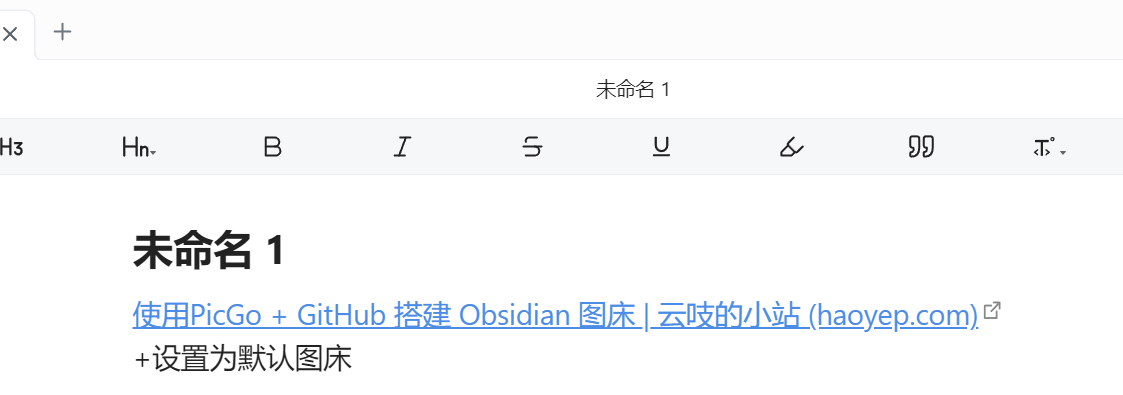 未命名 1
H3 Hn B I S U
未命名 1
使用PicGo + GitHub 搭建 Obsidian 图床 | 云吱的小站 (haoyep.com)
+设置为默认图床